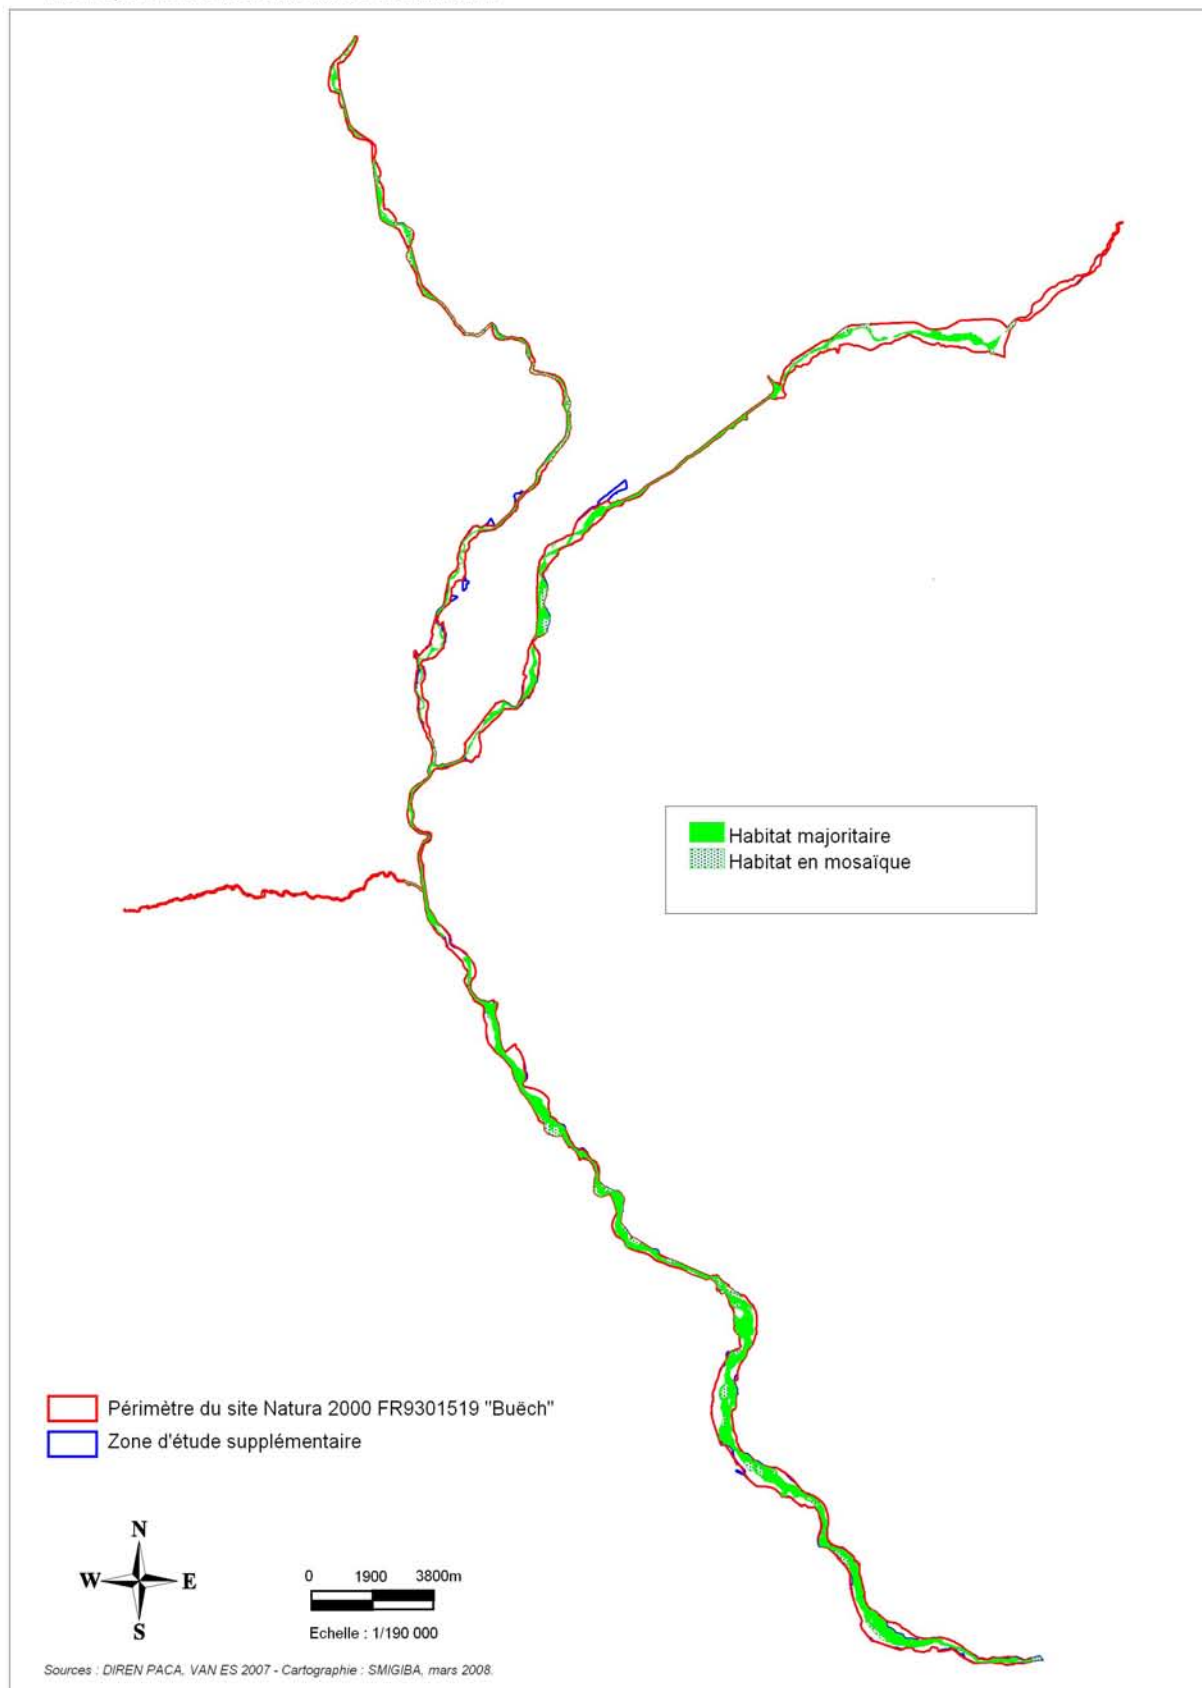 Habitat majoritaire
Habitat en mosaïque
Périmètre du site Natura 2000 FR9301519 "Buëch"
Zone d'étude supplémentaire
N
W E
S
0 1900 3800m
Echelle : 1/190 000
Sources : DIREN PACA, VAN ES 2007 - Cartographie : SMIGIBA, mars 2008.